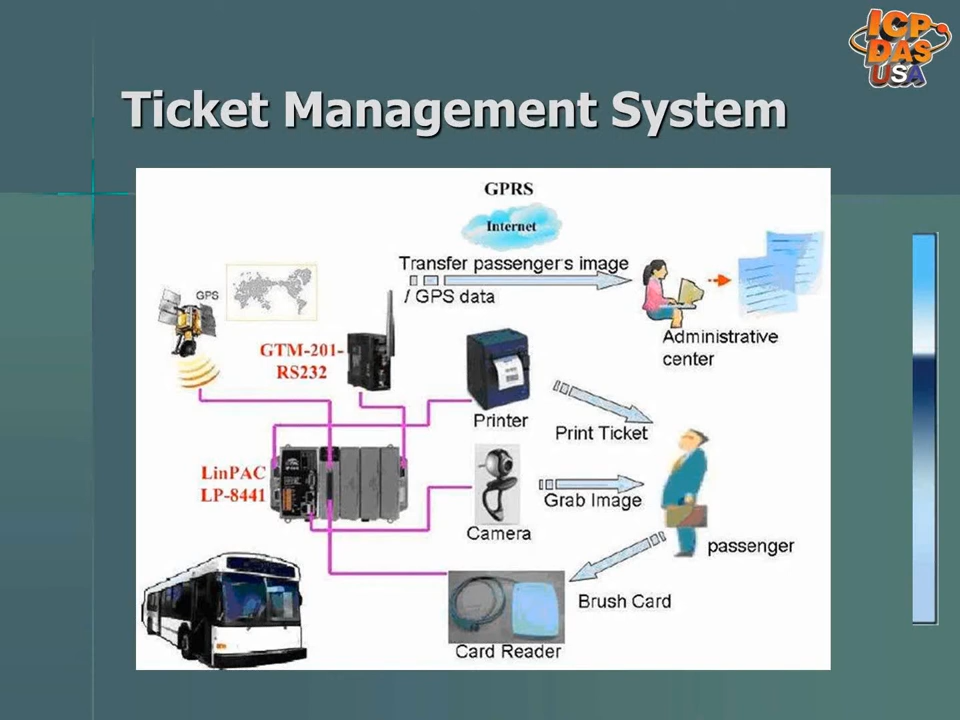 ICP
DAS
USA
Ticket Management System
GPRS
Internet
Transfer passenger's image
/ GPS data
GPS
GTM-201-
RS232
Administrative
center
Printer
Print Ticket
LinPAC
LP-8441
Grab Image
Camera
passenger
Brush Card
Card Reader